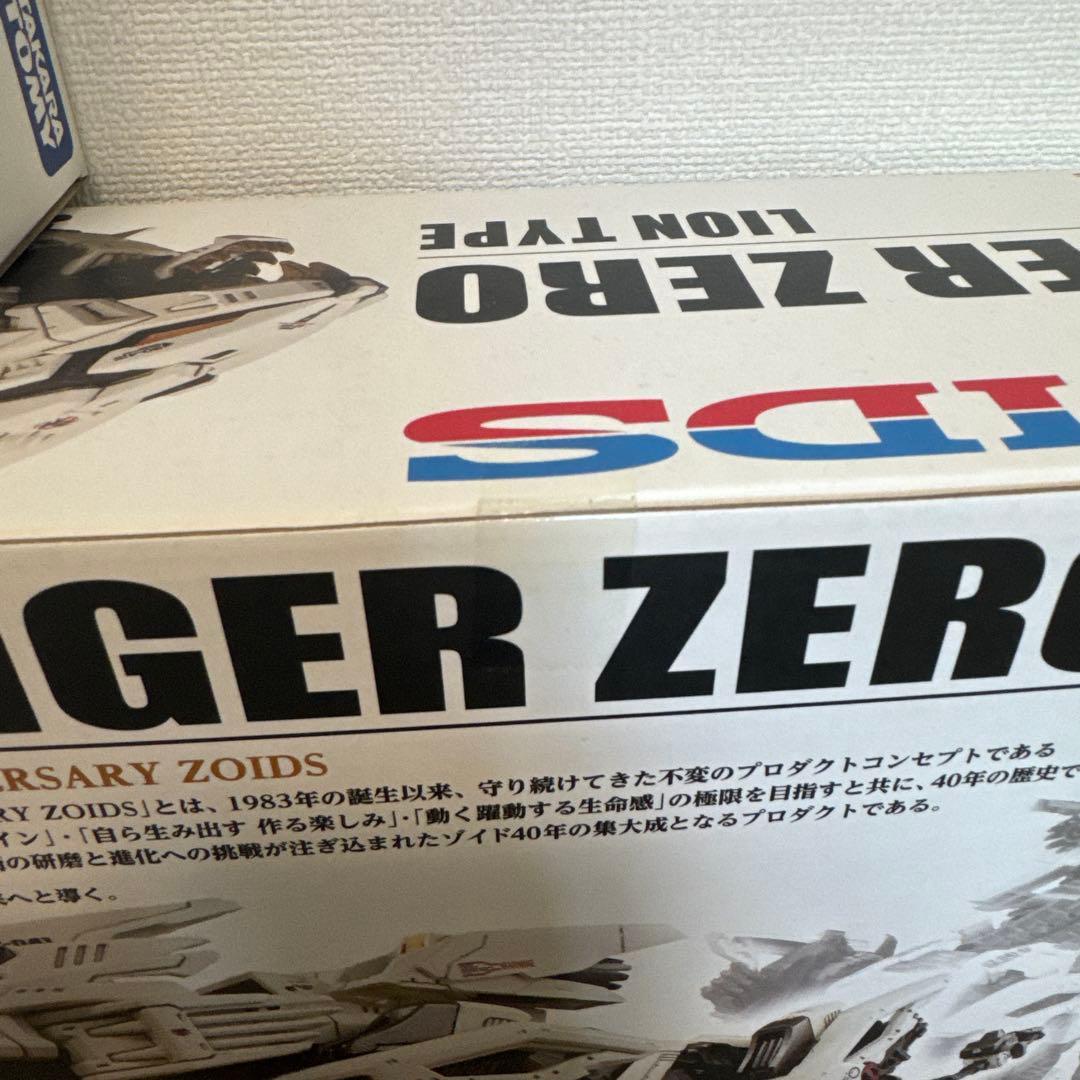 TAKARA
TOMY
LION TYPE
ER ZERO
IDS
IGER ZERO
ERSARY ZOIDS
RY ZOIDS」とは、1983年の誕生以来、守り続けてきた不変のプロダクトコンセプトである
イン」・「自ら生み出す 作る楽しみ」・「動く躍動する生命感」の極限を目指すと共に、40年の歴史で
の研磨と進化への挑戦が注ぎ込まれたゾイド40年の集大成となるプロダクトである。
へと導く。